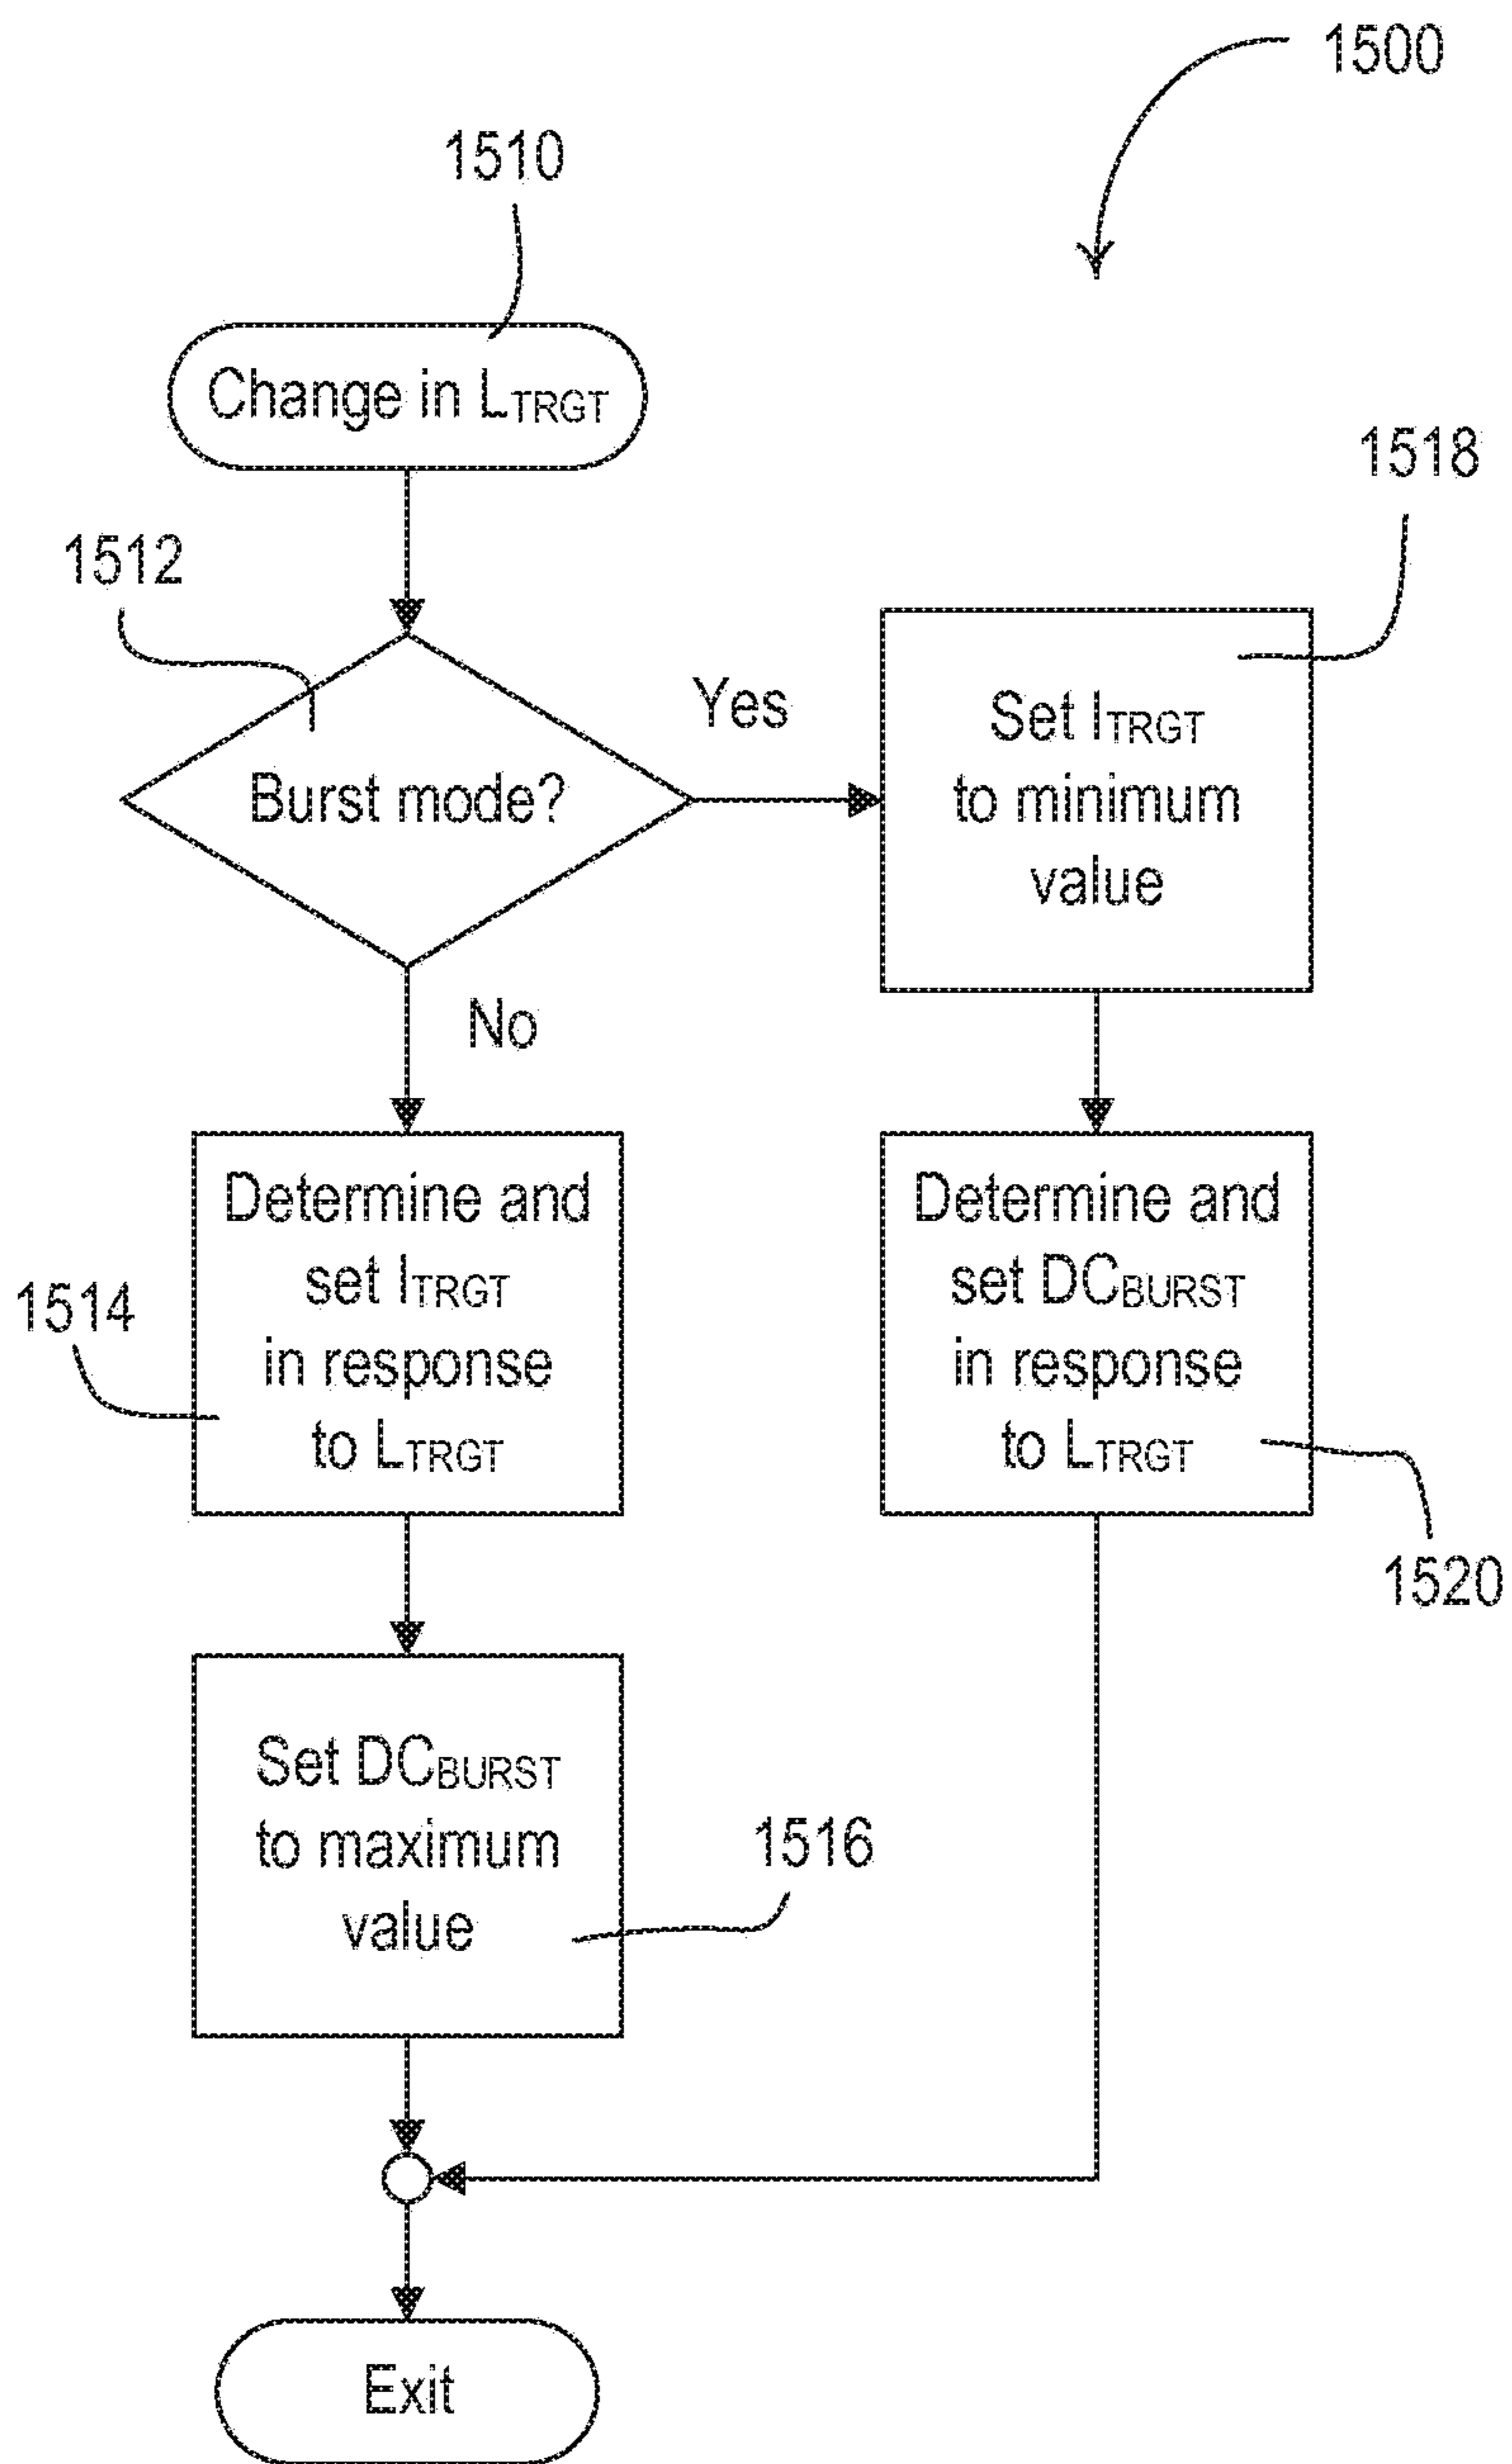 1500
1510
Change in LTRGT
1518
1512
Yes
Set ITRGT
to minimum
value
Burst mode?
No
Determine and
set ITRGT
in response
to LTRGT
1514
Determine and
set DCBURST
in response
to LTRGT
1520
Set DCBURST
to maximum
value
1516
Exit